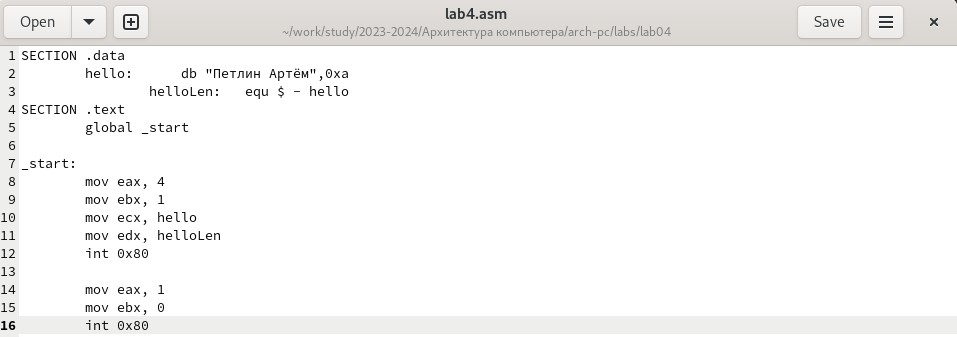 Open
lab4.asm
~/work/study/2023-2024/Архитектура компьютера/arch-pc/labs/lab04
Save
1 SECTION .data
2 hello: db "Петлин Артём",0xa
3 helloLen: equ $ - hello
4 SECTION .text
5 global _start
6
7 _start:
8 mov eax, 4
9 mov ebx, 1
10 mov ecx, hello
11 mov edx, helloLen
12 int 0x80
13
14 mov eax, 1
15 mov ebx, 0
16 int 0x80